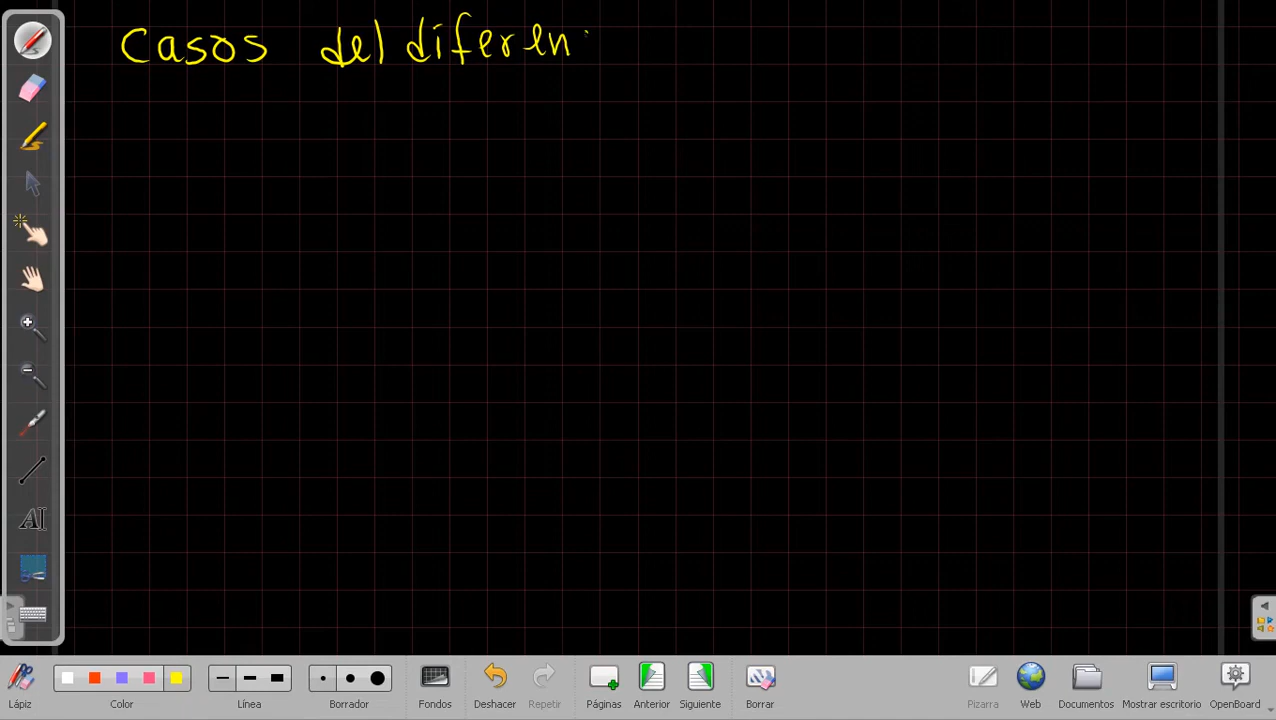 Casos del diferen
Lápiz
Color
Línea
Borrador
Fondos
Deshacer
Repetir
Páginas
Anterior
Siguiente
Borrar
Pizarra
Web
Documentos
Mostrar escritorio
OpenBoard